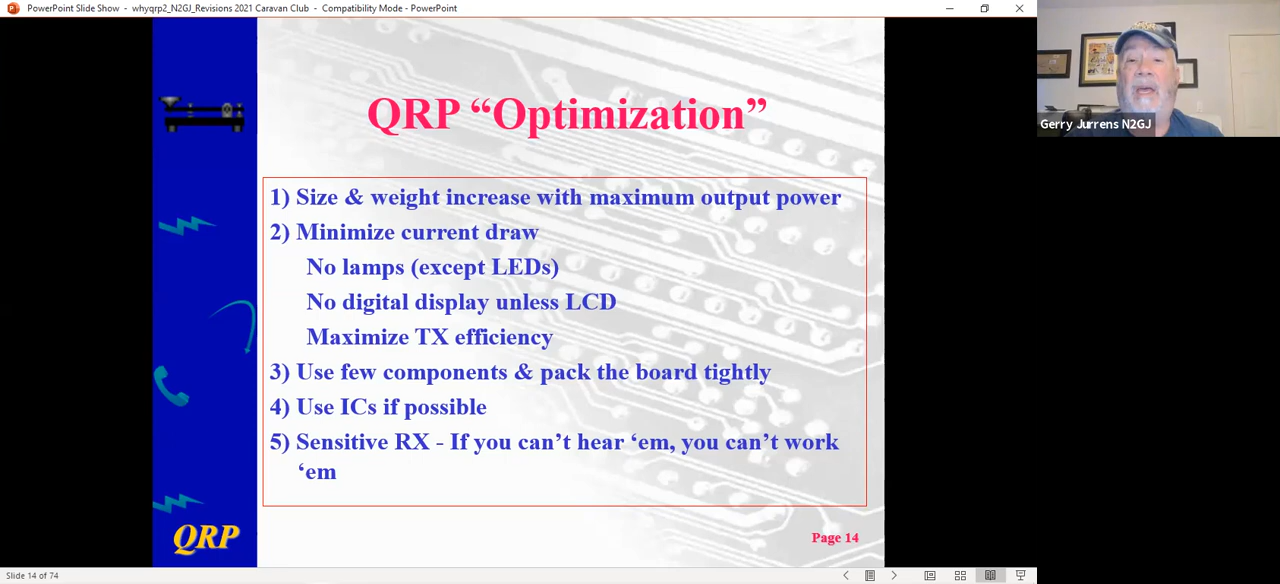 PowerPoint Slide Show - whyqrp2_N2GJ_Revisions 2021 Caravan Club - Compatibility Mode - PowerPoint
QRP “Optimization”
1) Size & weight increase with maximum output power
2) Minimize current draw
No lamps (except LEDs)
No digital display unless LCD
Maximize TX efficiency
3) Use few components & pack the board tightly
4) Use ICs if possible
5) Sensitive RX - If you can’t hear ‘em, you can’t work
‘em
QRP
Page 14
Gerry Jurrens N2GJ
Slide 14 of 74